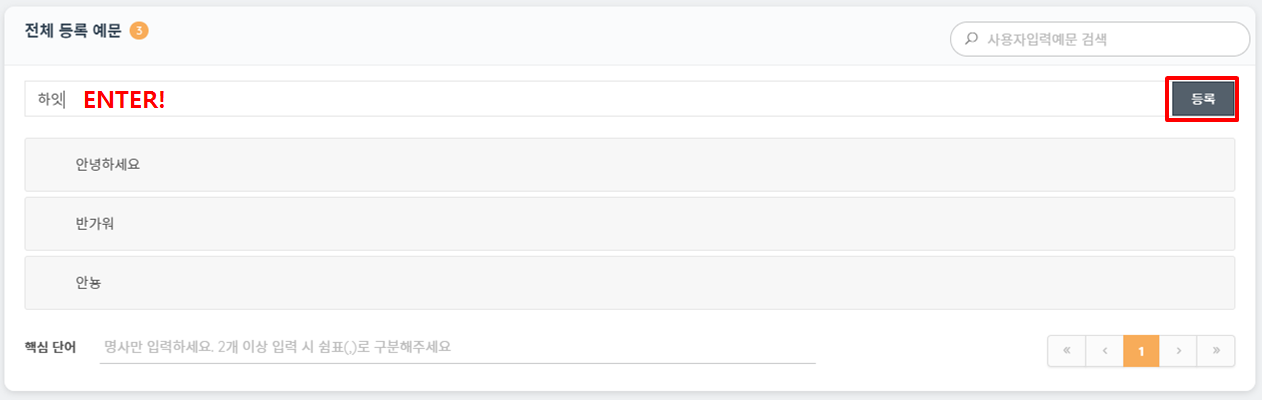 전체 등록 예문 3
사용자입력예문 검색
하잇 ENTER!
등록
안녕하세요
반가워
안뇽
핵심 단어 명사만 입력하세요. 2개 이상 입력 시 쉼표(,)로 구분해주세요
« ‹ 1 › »